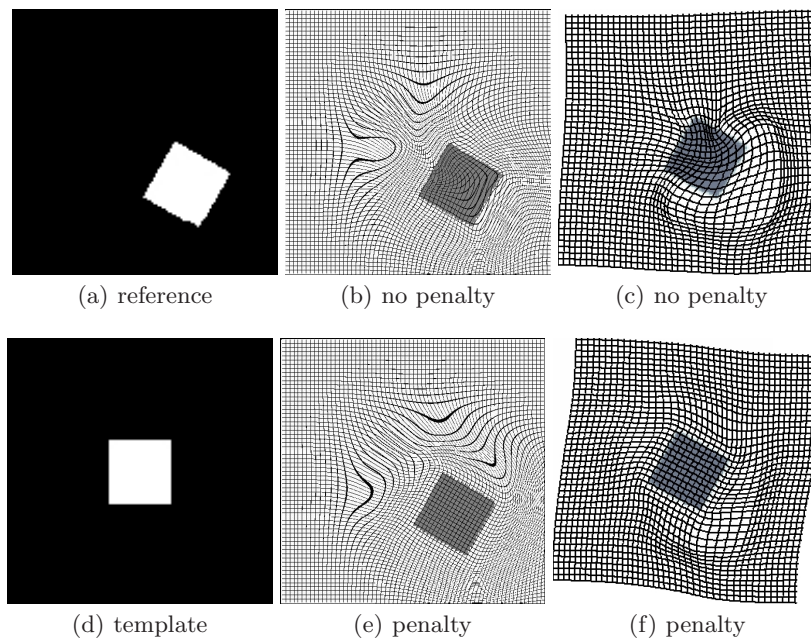 (a) reference
(b) no penalty
(c) no penalty
(d) template
(e) penalty
(f) penalty